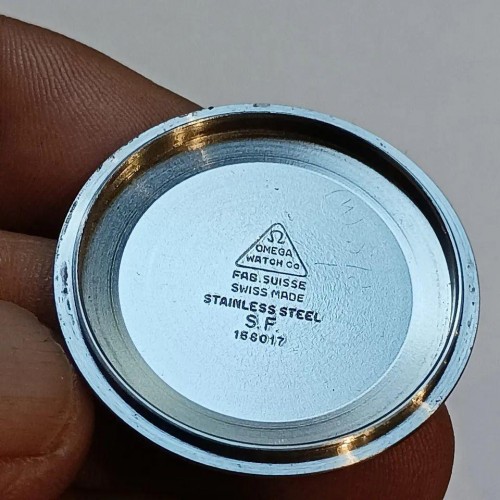 Ω
OMEGA
WATCH Co
FAB. SUISSE
SWISS MADE
STAINLESS STEEL
S.F.
166017